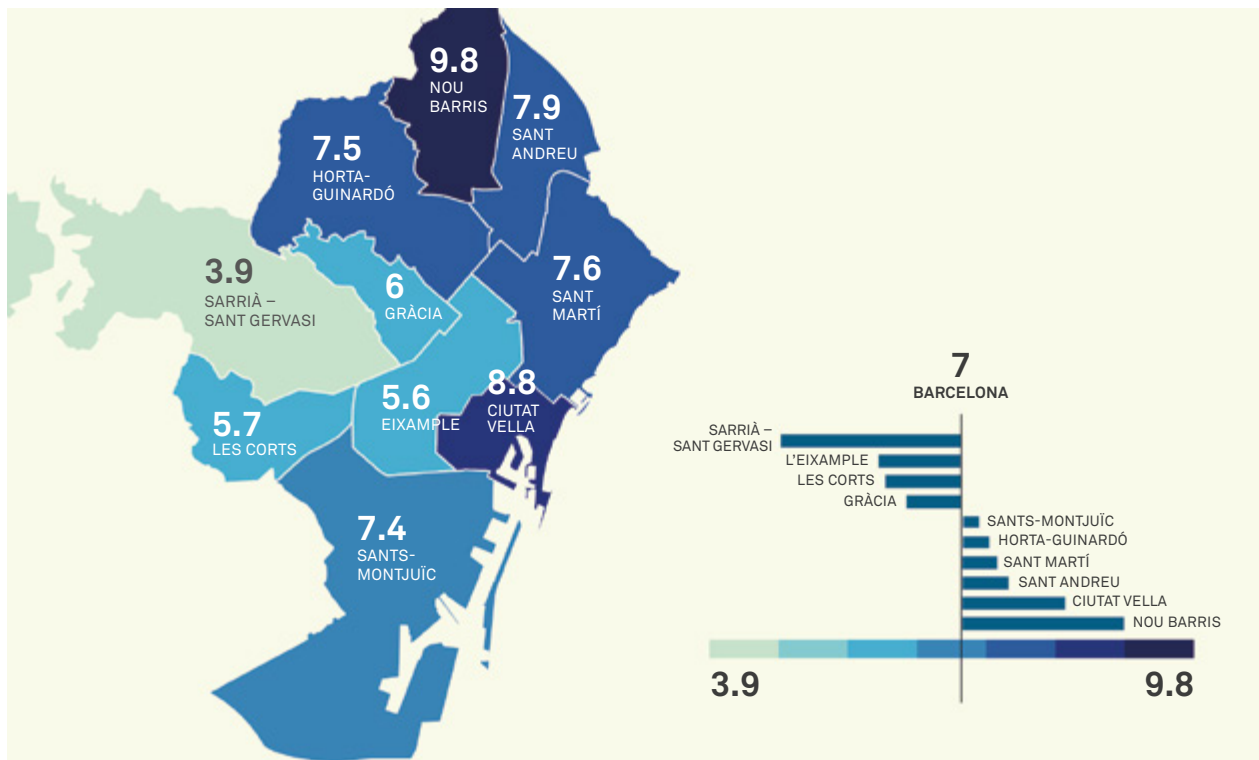 9.8
NOU
BARRIS
7.9
SANT
ANDREU
7.5
HORTA-
GUINARDÓ
3.9
SARRIÀ –
SANT GERVASI
6
GRÀCIA
7.6
SANT
MARTÍ
8.8
CIUTAT
VELLA
5.6
EIXAMPLE
5.7
LES CORTS
7.4
SANTS-
MONTJUÏC
7
BARCELONA
SARRIÀ –
SANT GERVASI
L'EIXAMPLE
LES CORTS
GRÀCIA
SANTS-MONTJUÏC
HORTA-GUINARDÓ
SANT MARTÍ
SANT ANDREU
CIUTAT VELLA
NOU BARRIS
3.9
9.8